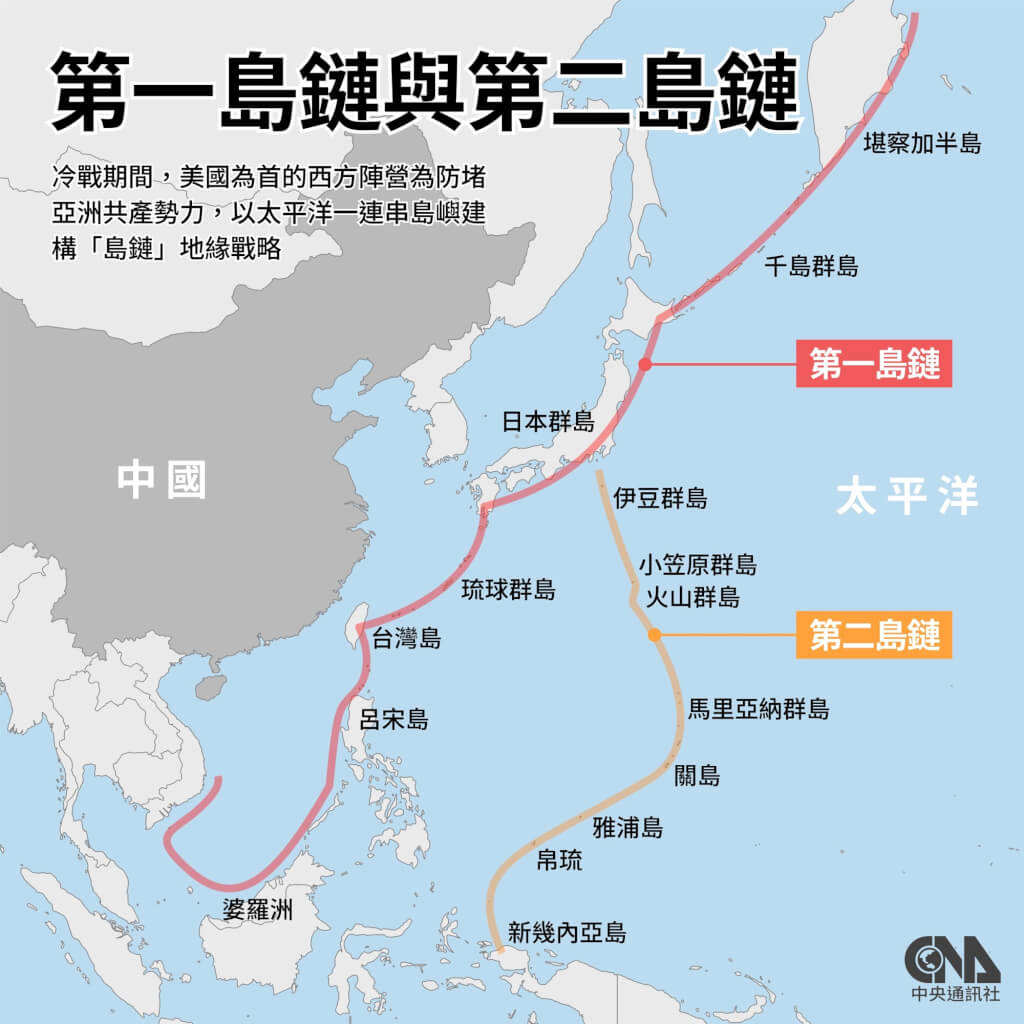 第一島鏈與第二島鏈
冷戰期間，美國為首的西方陣營為防堵
亞洲共產勢力，以太平洋一連串島嶼建
構「島鏈」地緣戰略
堪察加半島
千島群島
第一島鏈
日本群島
中國
太平洋
伊豆群島
小笠原群島
琉球群島
火山群島
台灣島
第二島鏈
呂宋島
馬里亞納群島
關島
雅浦島
帛琉
婆羅洲
新幾內亞島
CNA
中央通訊社